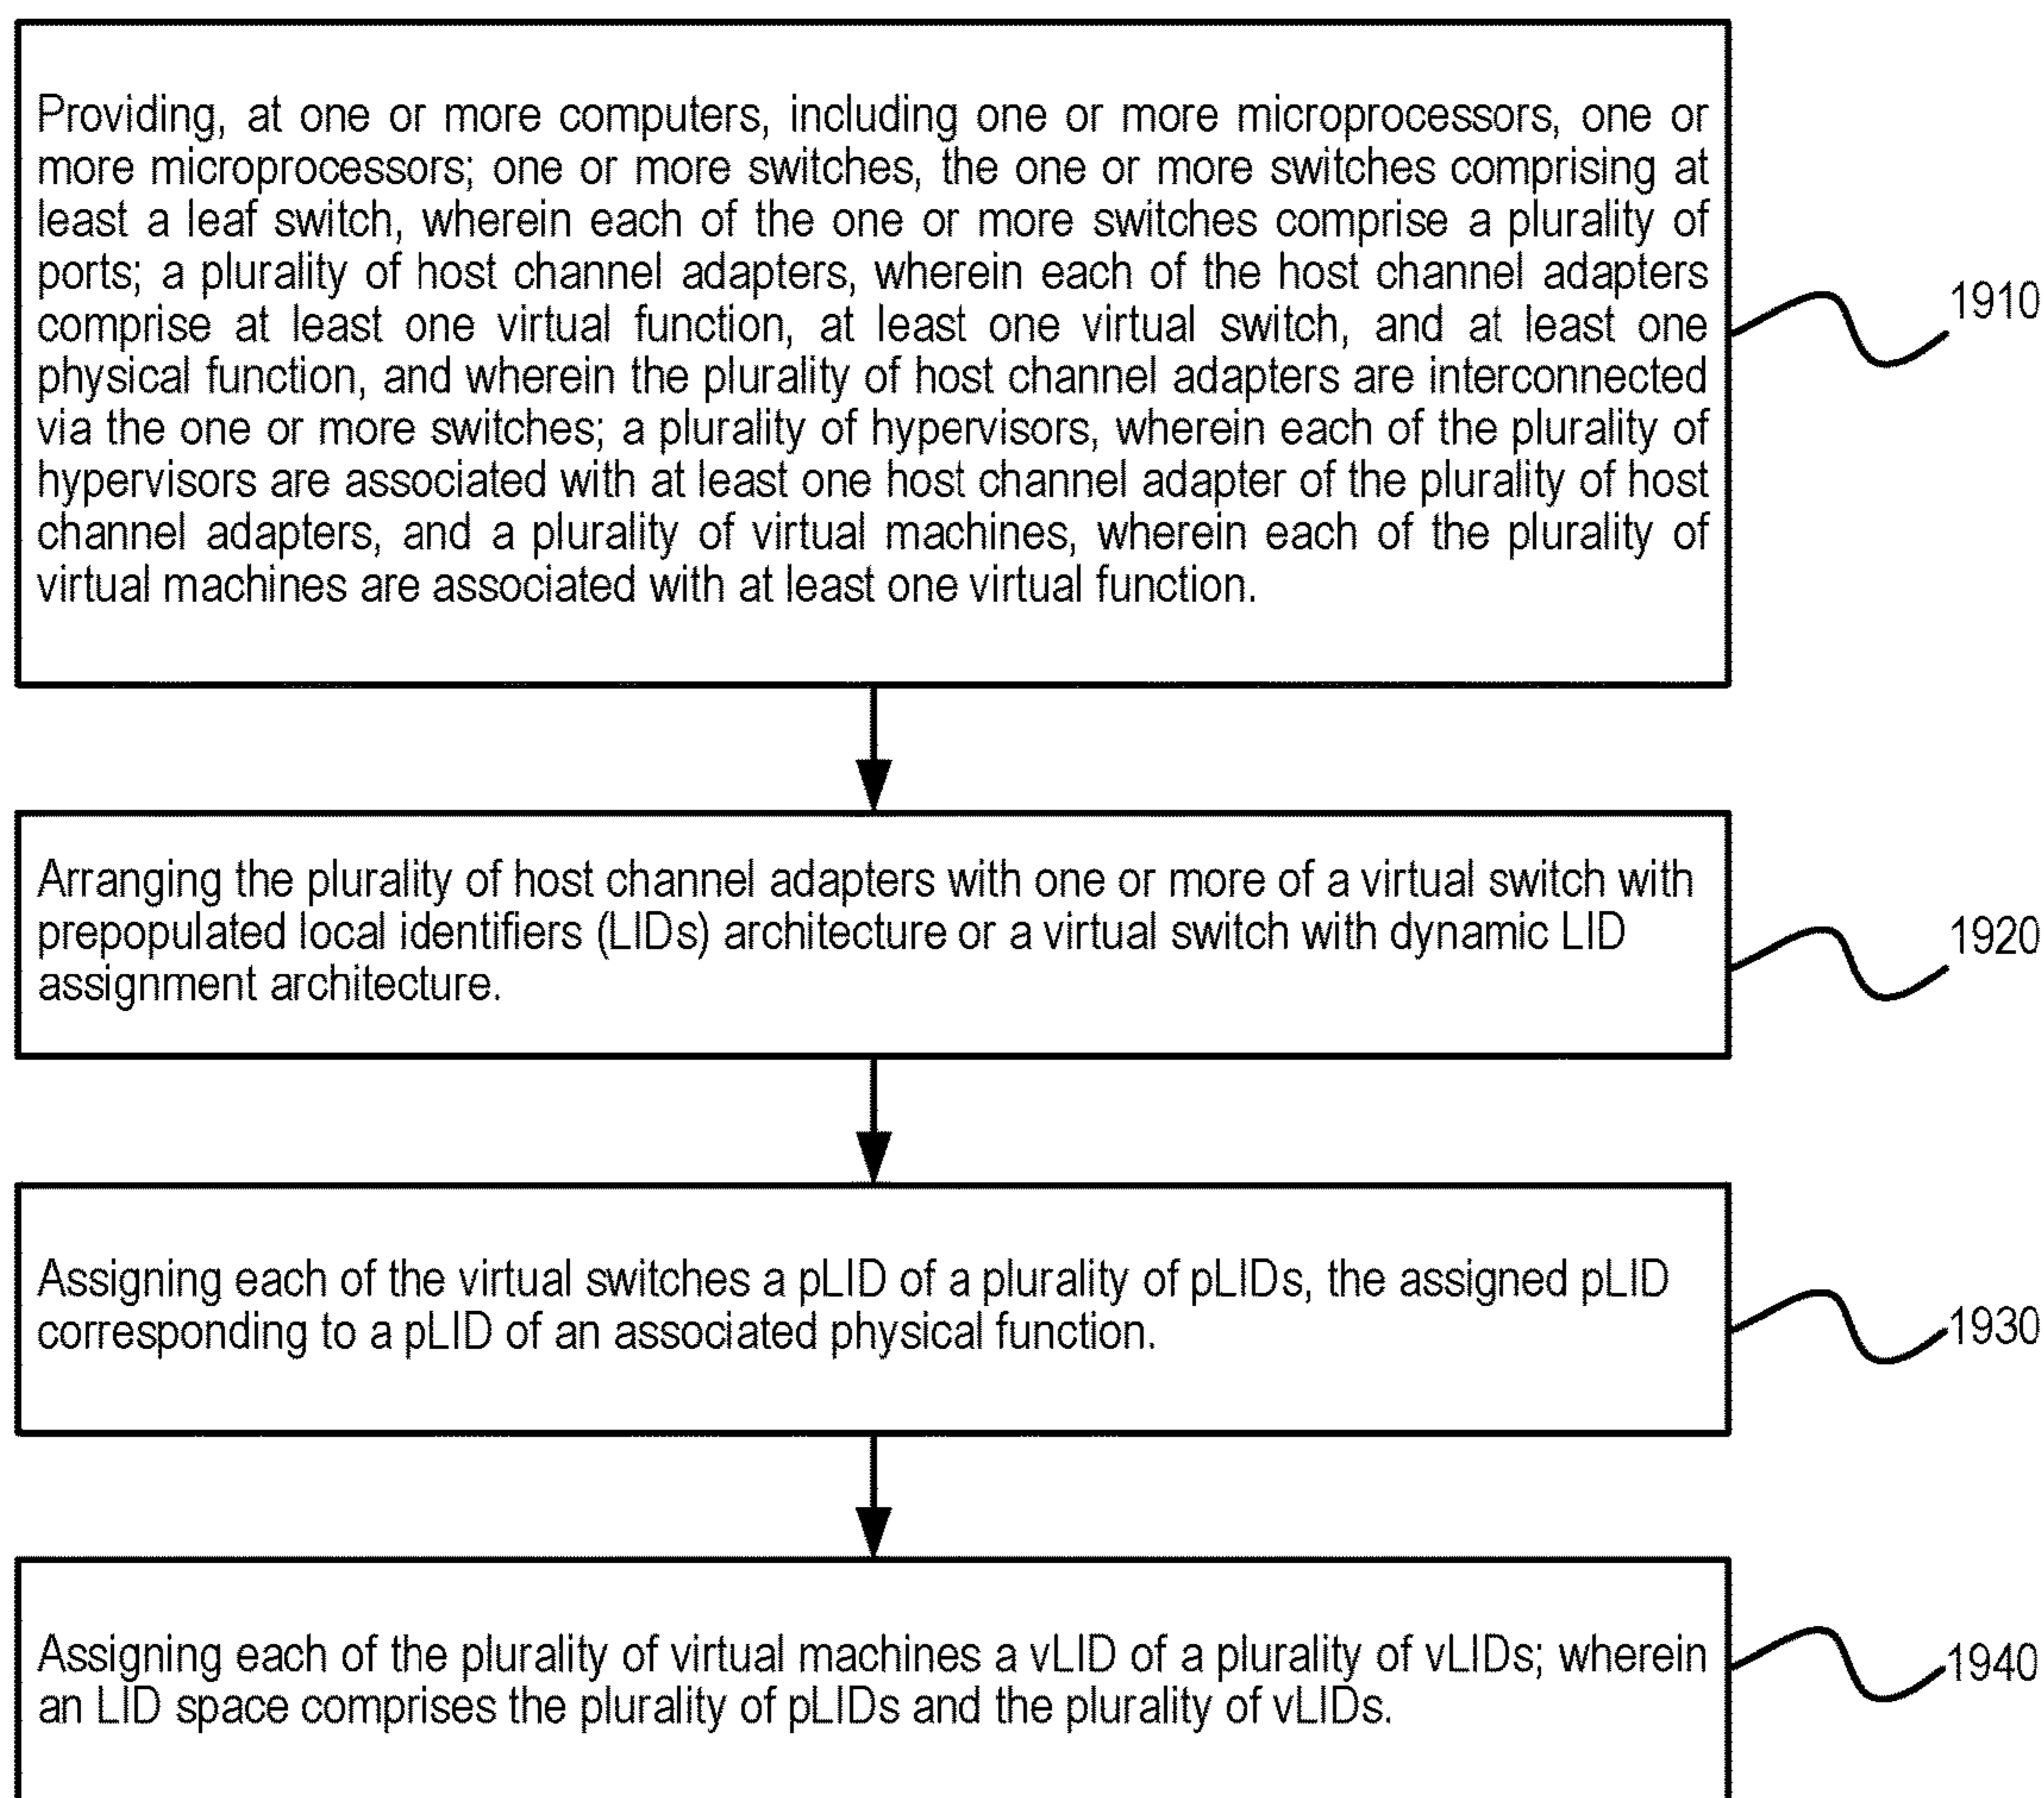 Providing, at one or more computers, including one or more microprocessors, one or
more microprocessors; one or more switches, the one or more switches comprising at
least a leaf switch, wherein each of the one or more switches comprise a plurality of
ports; a plurality of host channel adapters, wherein each of the host channel adapters
comprise at least one virtual function, at least one virtual switch, and at least one
physical function, and wherein the plurality of host channel adapters are interconnected
via the one or more switches; a plurality of hypervisors, wherein each of the plurality of
hypervisors are associated with at least one host channel adapter of the plurality of host
channel adapters, and a plurality of virtual machines, wherein each of the plurality of
virtual machines are associated with at least one virtual function.
1910
Arranging the plurality of host channel adapters with one or more of a virtual switch with
prepopulated local identifiers (LIDs) architecture or a virtual switch with dynamic LID
assignment architecture.
1920
Assigning each of the virtual switches a pLID of a plurality of pLIDs, the assigned pLID
corresponding to a pLID of an associated physical function.
1930
Assigning each of the plurality of virtual machines a vLID of a plurality of vLIDs; wherein
an LID space comprises the plurality of pLIDs and the plurality of vLIDs.
1940